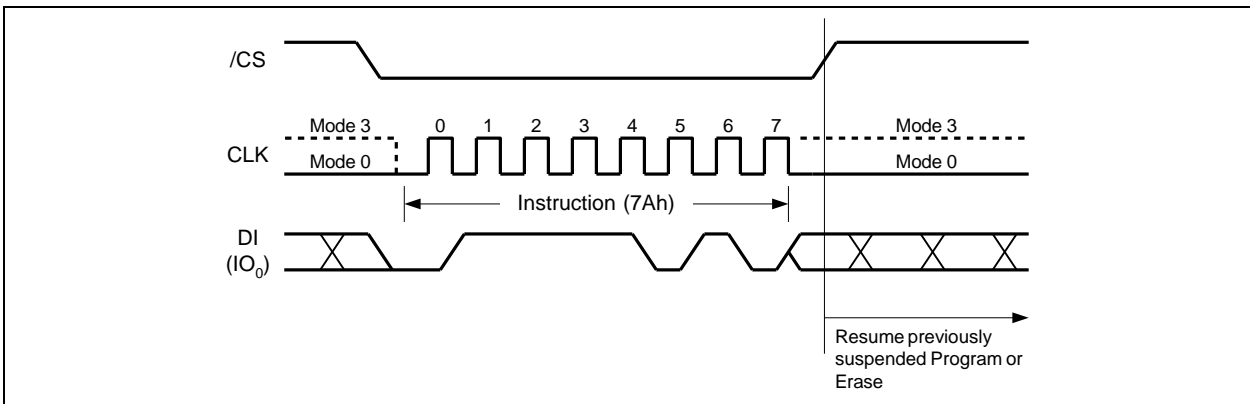 /CS
Mode 3 0 1 2 3 4 5 6 7 Mode 3
CLK
Mode 0 Mode 0
Instruction (7Ah)
DI
(IO0)
Resume previously
suspended Program or
Erase